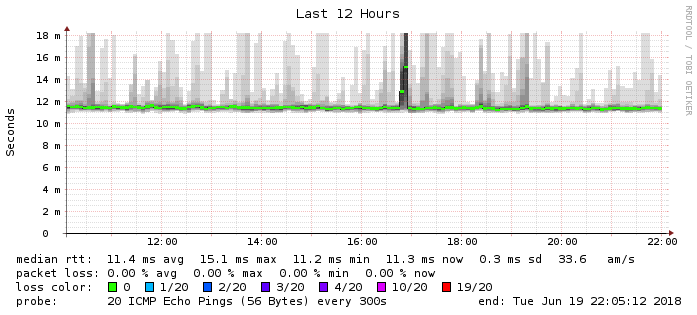 Last 12 Hours
RRDTOOL / TOBI OETIKER
Seconds
18 m
16 m
14 m
12 m
10 m
8 m
6 m
4 m
2 m
0
12:00 14:00 16:00 18:00 20:00 22:00
median rtt: 11.4 ms avg 15.1 ms max 11.2 ms min 11.3 ms now 0.3 ms sd 33.6 am/s
packet loss: 0.00 % avg 0.00 % max 0.00 % min 0.00 % now
loss color: 0 1/20 2/20 3/20 4/20 10/20 19/20
probe: 20 ICMP Echo Pings (56 Bytes) every 300s end: Tue Jun 19 22:05:12 2018